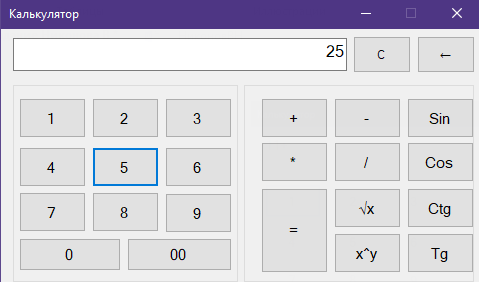 Калькулятор
25 C ←
1 2 3 + - Sin
4 5 6 * / Cos
7 8 9 = √x Ctg
0 00 x^y Tg